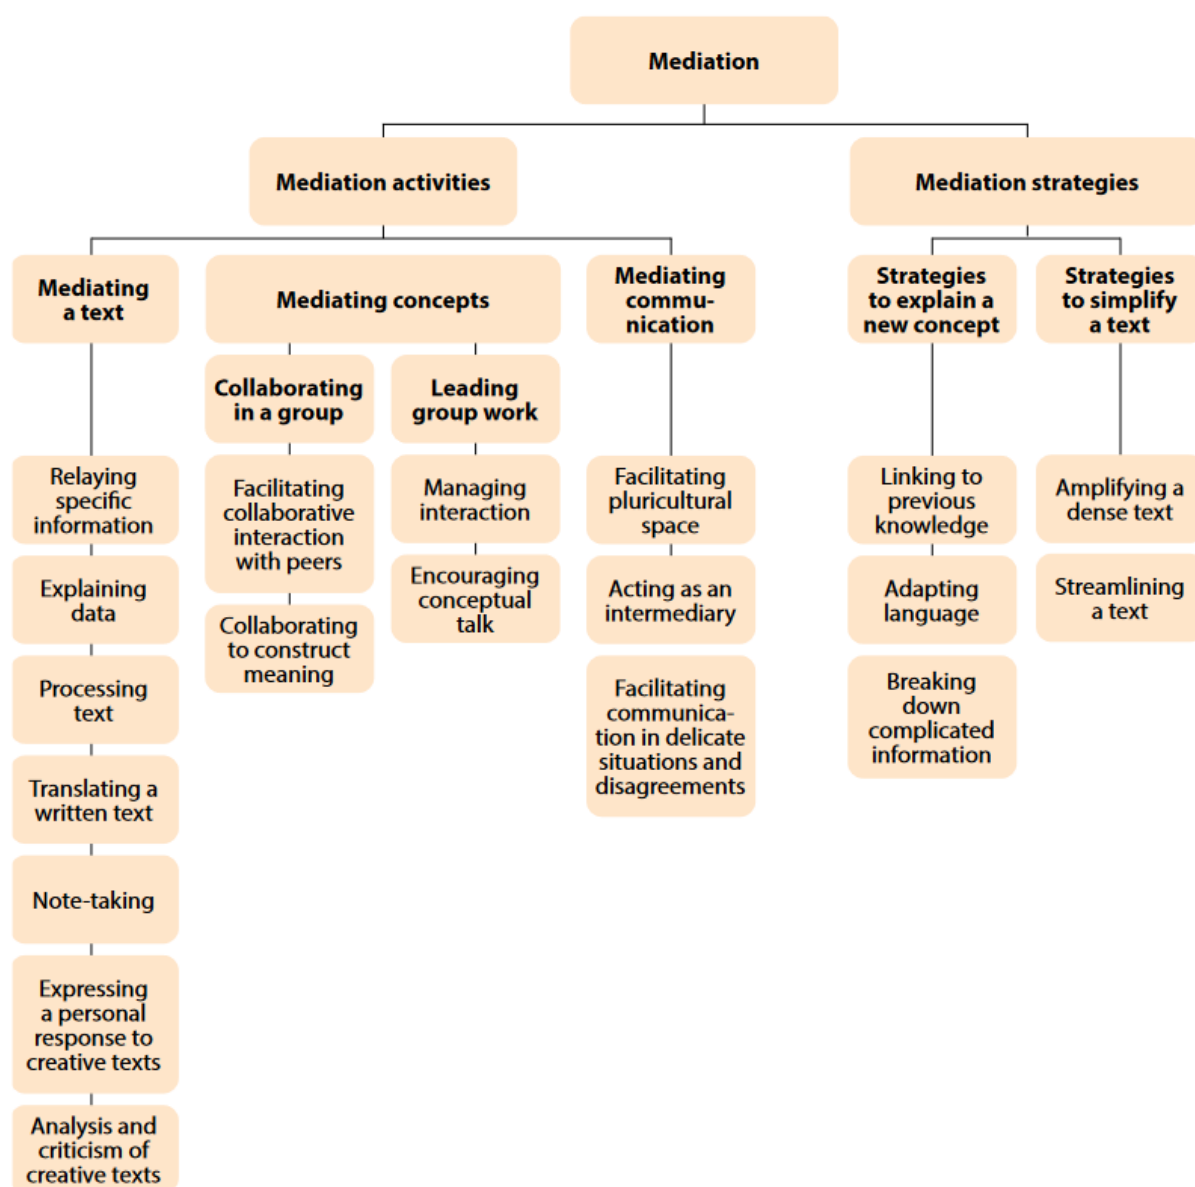 Mediation
Mediation activities
Mediation strategies
Mediating
a text
Mediating concepts
Mediating
commu-
nication
Strategies
to explain a
new concept
Strategies
to simplify
a text
Collaborating
in a group
Leading
group work
Relaying
specific
information
Facilitating
collaborative
interaction
with peers
Managing
interaction
Facilitating
pluricultural
space
Linking to
previous
knowledge
Amplifying a
dense text
Explaining
data
Collaborating
to construct
meaning
Encouraging
conceptual
talk
Acting as an
intermediary
Adapting
language
Streamlining
a text
Processing
text
Facilitating
communica-
tion in delicate
situations and
disagreements
Breaking
down
complicated
information
Translating a
written text
Note-taking
Expressing
a personal
response to
creative texts
Analysis and
criticism of
creative texts